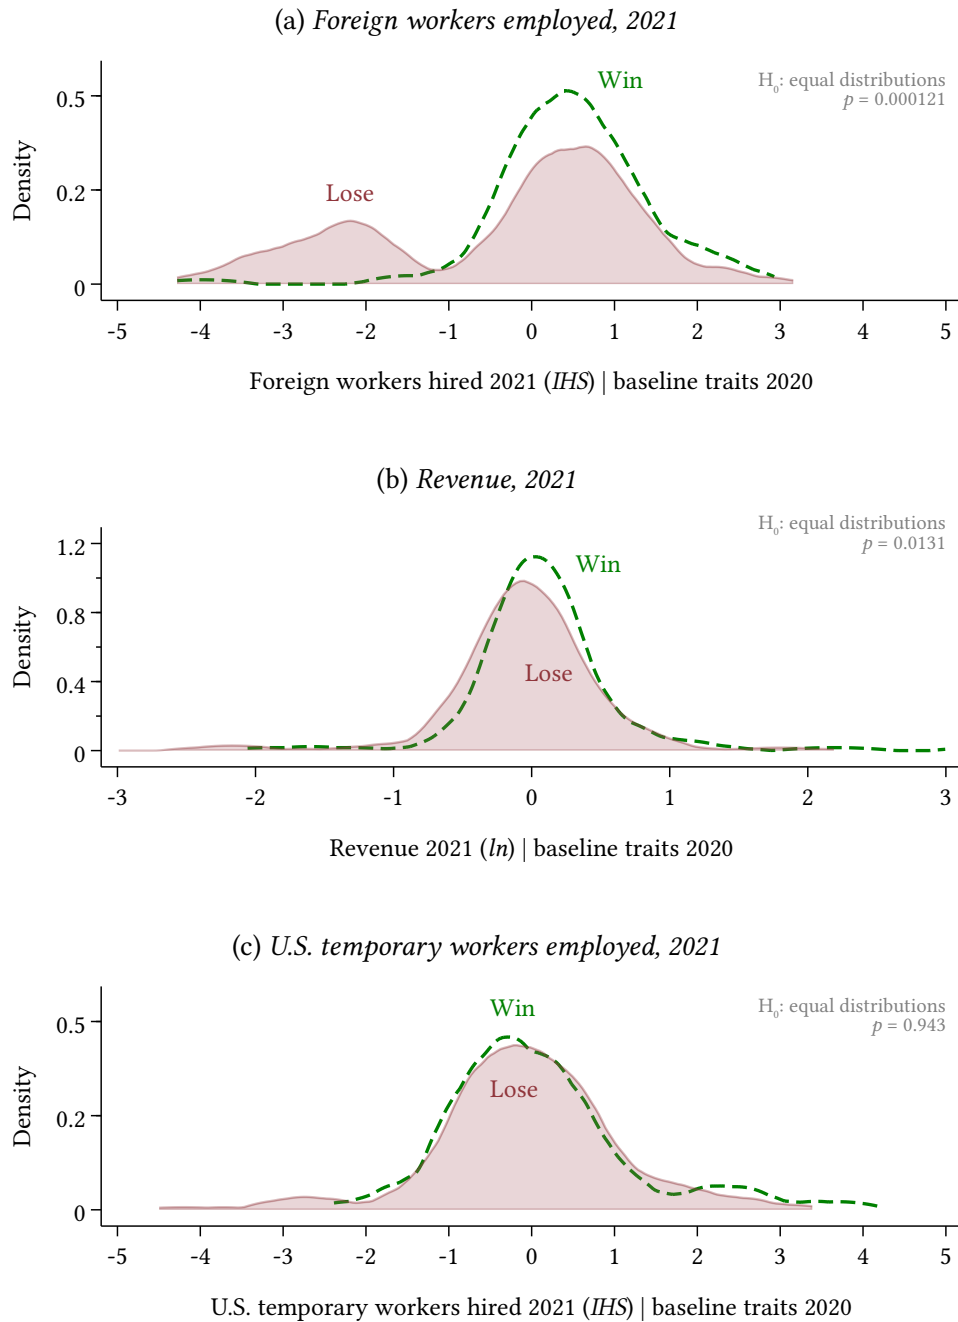 (a) Foreign workers employed, 2021
H0: equal distributions
p = 0.000121
Win
Lose
Density
0.5
0.2
0
-5 -4 -3 -2 -1 0 1 2 3 4 5
Foreign workers hired 2021 (IHS) | baseline traits 2020
(b) Revenue, 2021
H0: equal distributions
p = 0.0131
Win
Lose
Density
1.2
0.8
0.4
0
-3 -2 -1 0 1 2 3
Revenue 2021 (ln) | baseline traits 2020
(c) U.S. temporary workers employed, 2021
H0: equal distributions
p = 0.943
Win
Lose
Density
0.5
0.2
0
-5 -4 -3 -2 -1 0 1 2 3 4 5
U.S. temporary workers hired 2021 (IHS) | baseline traits 2020